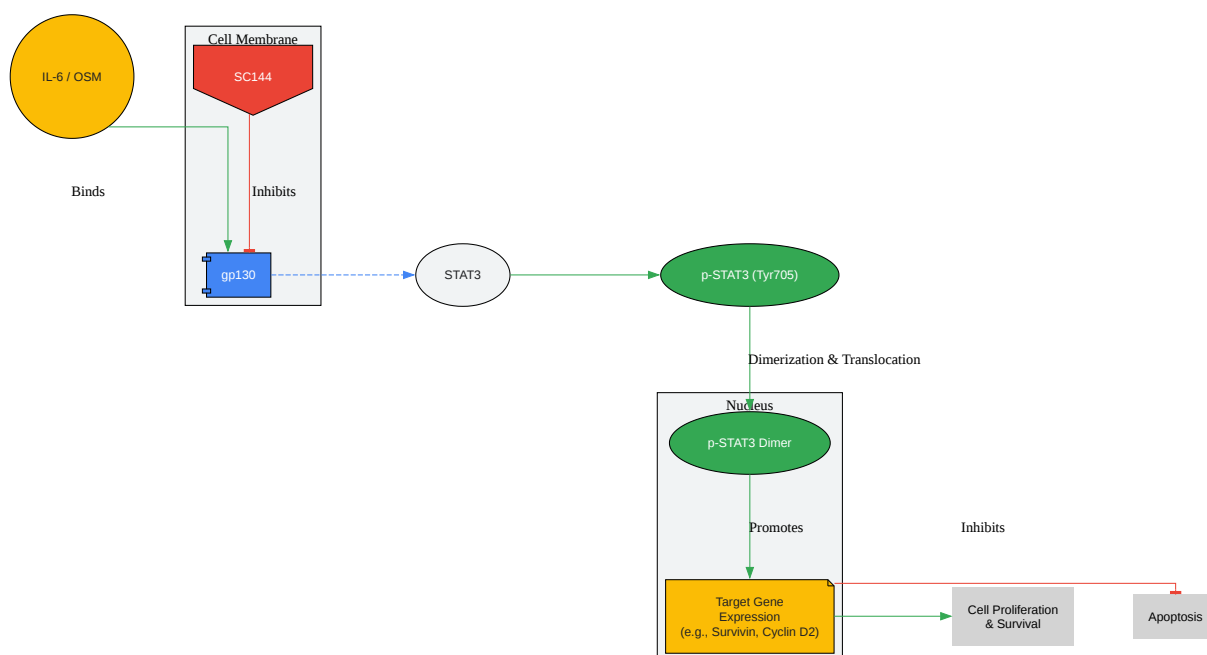 Cell Membrane
IL-6 / OSM
SC144
Binds
Inhibits
gp130
STAT3
p-STAT3 (Tyr705)
Dimerization & Translocation
Nucleus
p-STAT3 Dimer
Promotes
Inhibits
Target Gene
Expression
(e.g., Survivin, Cyclin D2)
Cell Proliferation
& Survival
Apoptosis